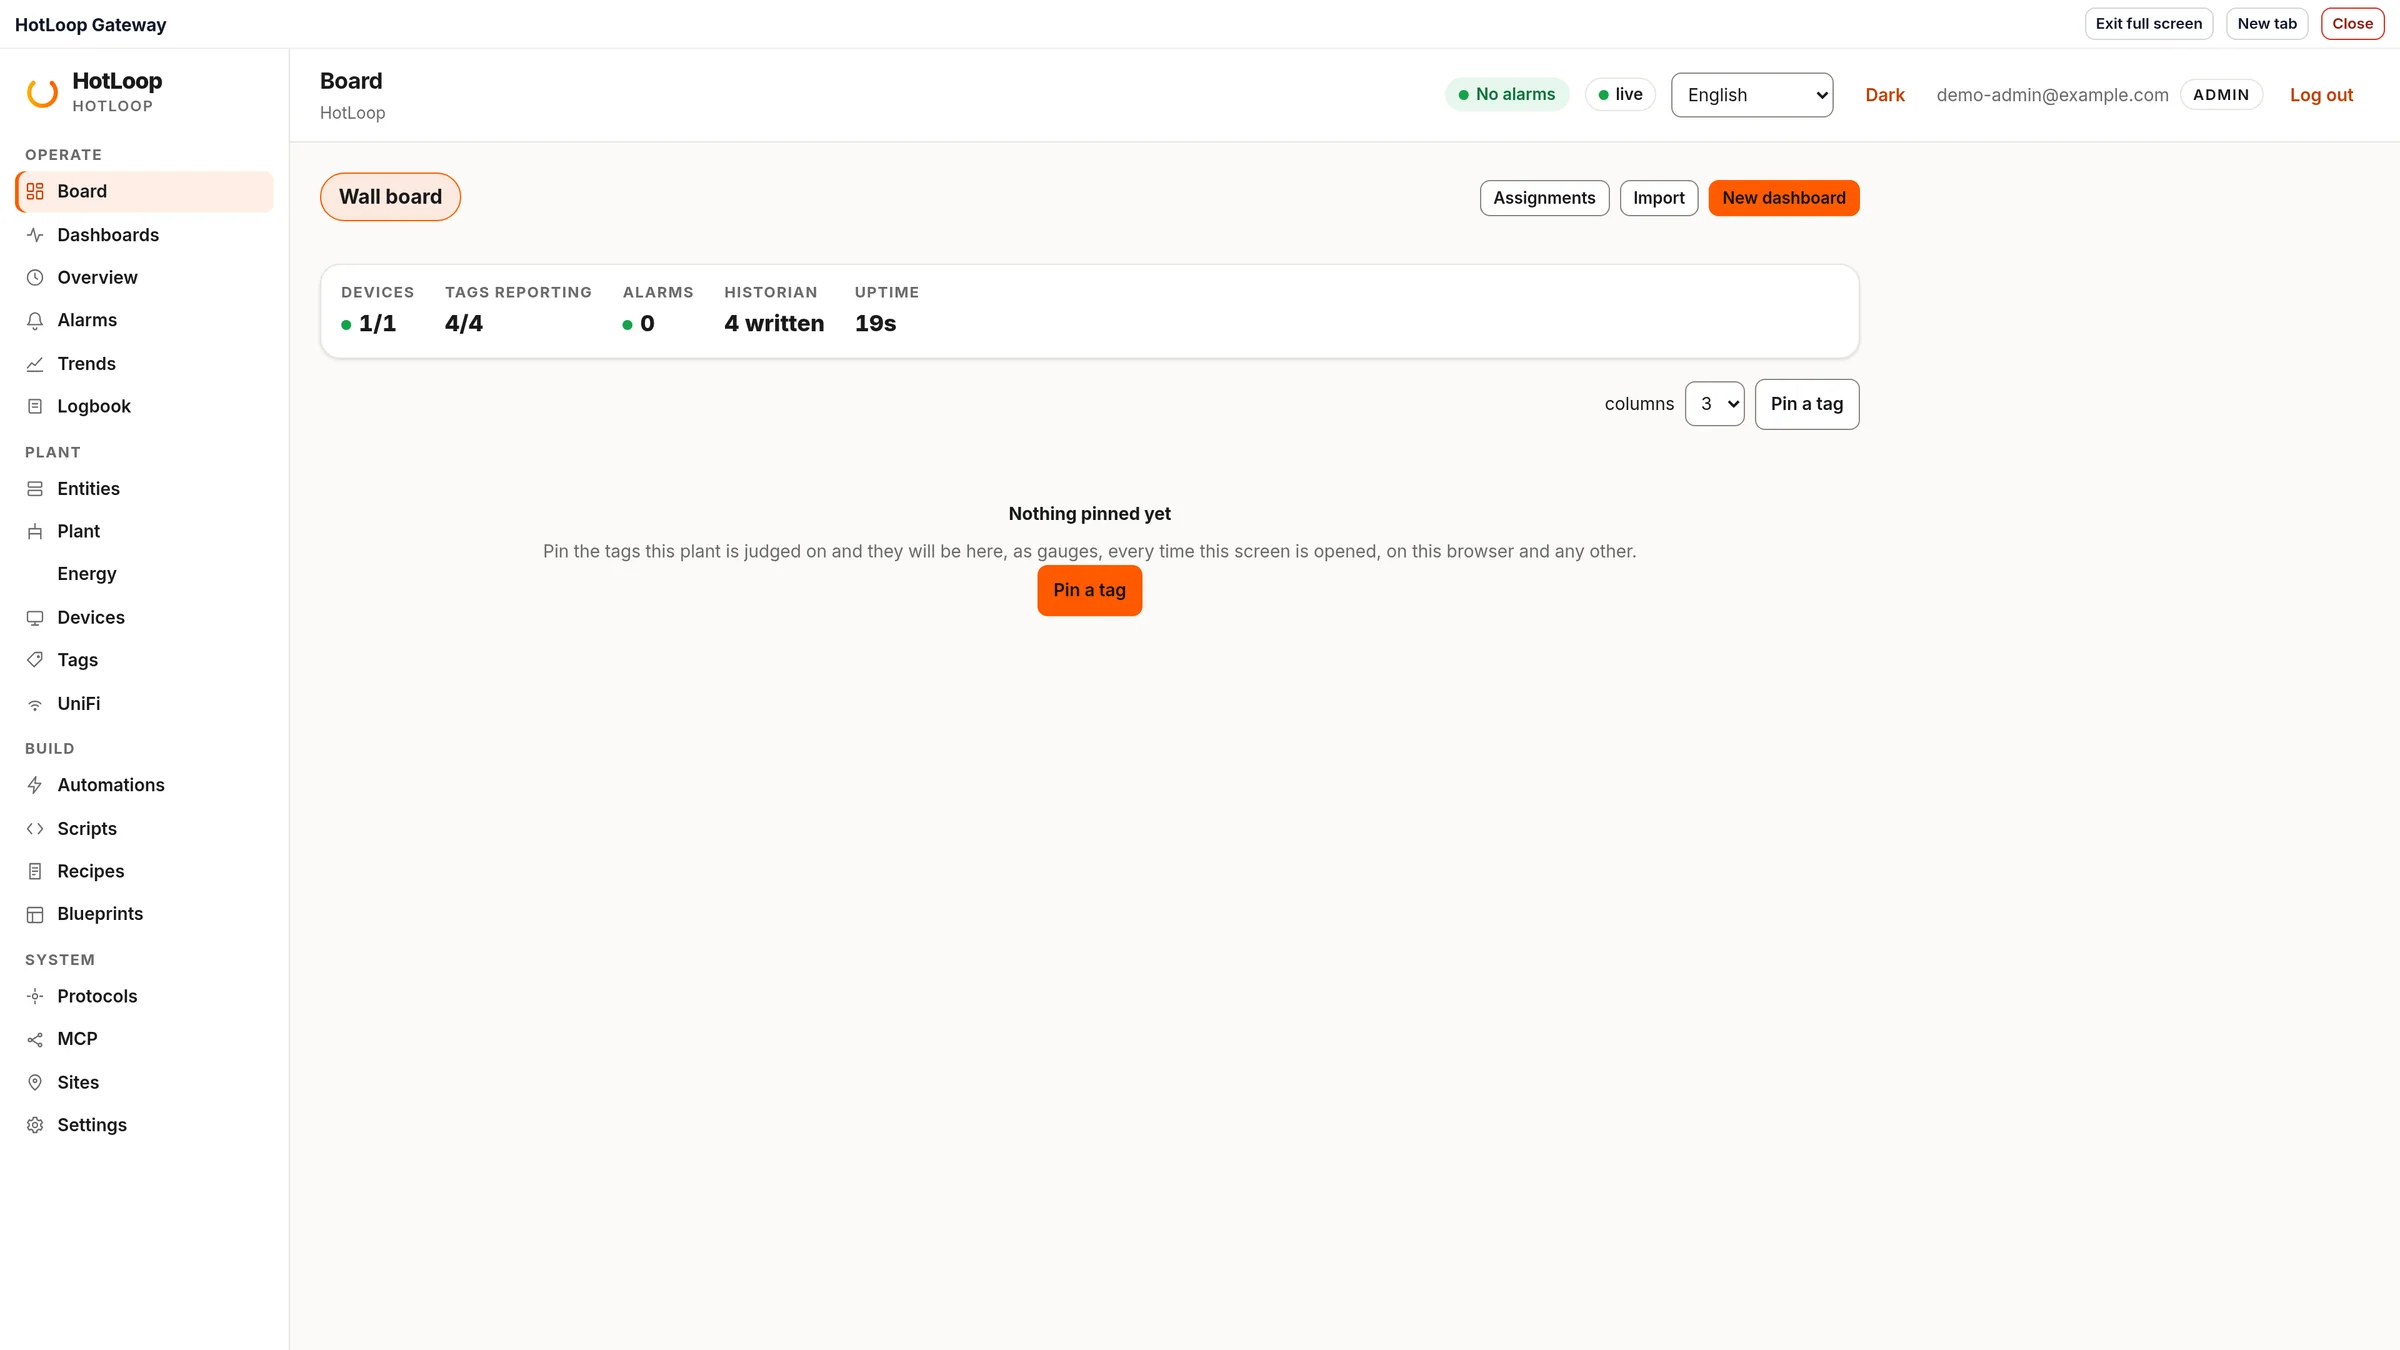 HotLoop Gateway
Exit full screen
New tab
Close
HotLoop
HOTLOOP
OPERATE
Board
Dashboards
Overview
Alarms
Trends
Logbook
PLANT
Entities
Plant
Energy
Devices
Tags
UniFi
BUILD
Automations
Scripts
Recipes
Blueprints
SYSTEM
Protocols
MCP
Sites
Settings
Board
HotLoop
No alarms
live
English
Dark
demo-admin@example.com
ADMIN
Log out
Wall board
Assignments
Import
New dashboard
DEVICES
1/1
TAGS REPORTING
4/4
ALARMS
0
HISTORIAN
4 written
UPTIME
19s
columns
3
Pin a tag
Nothing pinned yet
Pin the tags this plant is judged on and they will be here, as gauges, every time this screen is opened, on this browser and any other.
Pin a tag